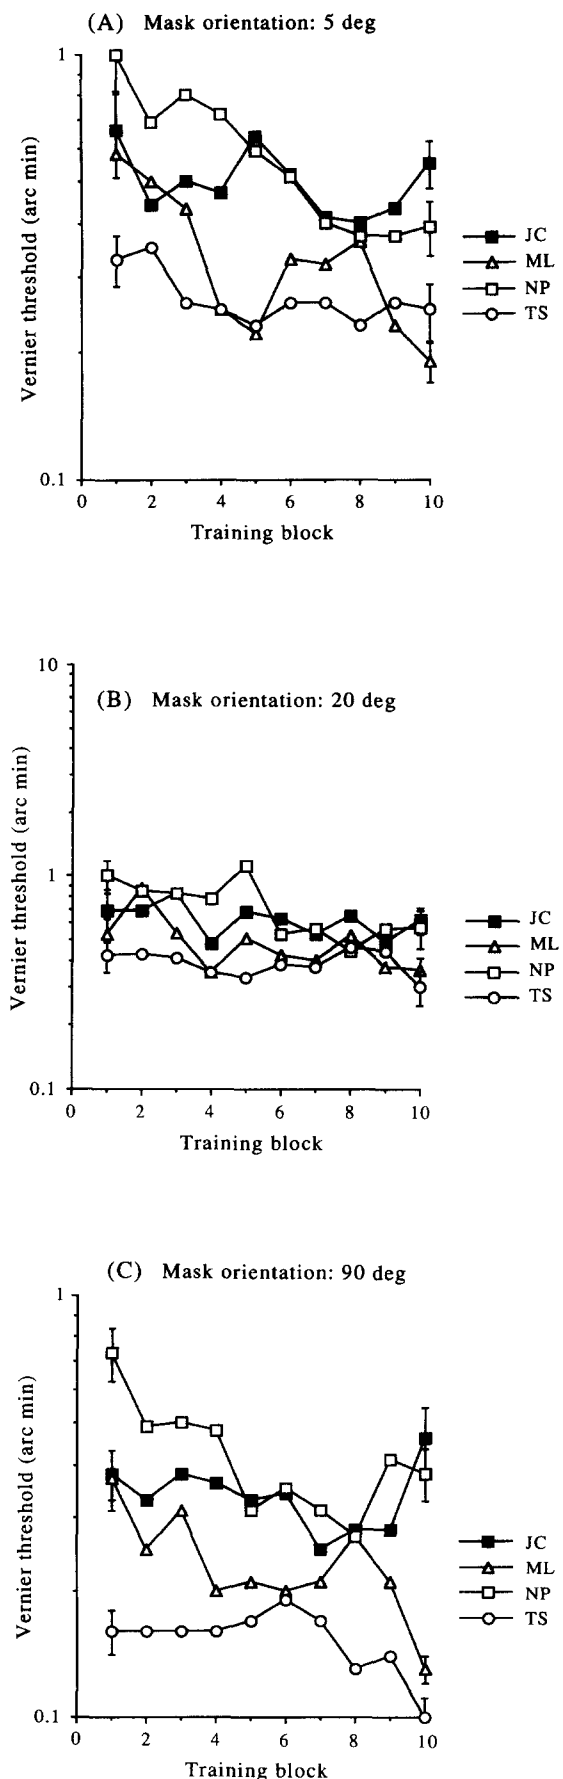 (A) Mask orientation: 5 deg
1
0.1
Vernier threshold (arc min)
0 2 4 6 8 10
Training block
JC
ML
NP
TS
(B) Mask orientation: 20 deg
10
1
0.1
Vernier threshold (arc min)
0 2 4 6 8 10
Training block
JC
ML
NP
TS
(C) Mask orientation: 90 deg
1
0.1
Vernier threshold (arc min)
0 2 4 6 8 10
Training block
JC
ML
NP
TS